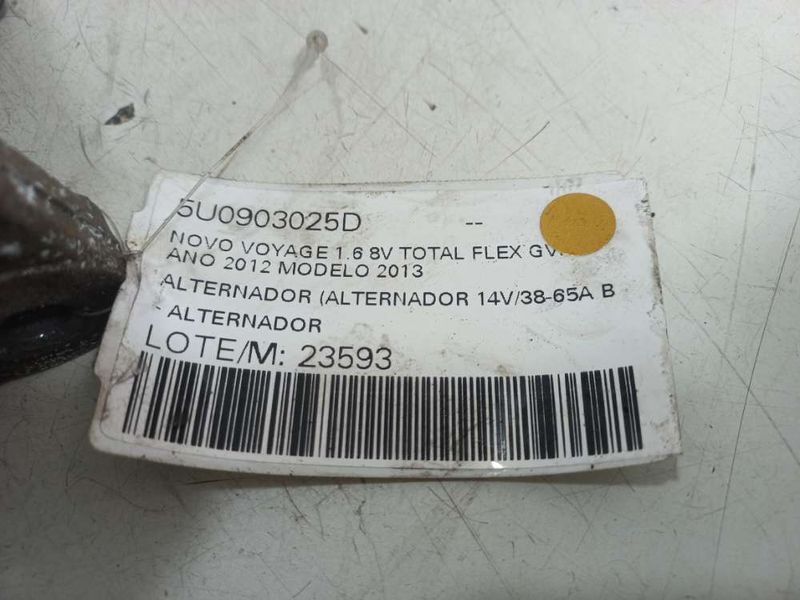 5U0903025D --
NOVO VOYAGE 1.6 8V TOTAL FLEX
ANO 2012 MODELO 2013
ALTERNADOR (ALTERNADOR 14V/38-65A B
- ALTERNADOR
LOTE/M: 23593